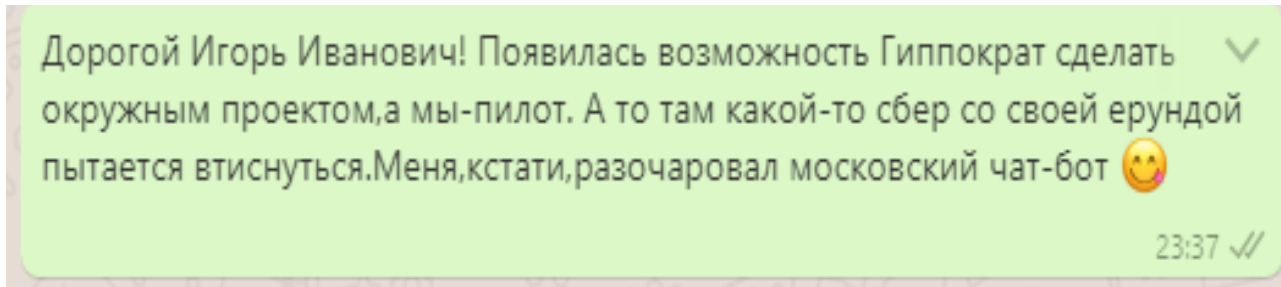 Дорогой Игорь Иванович! Появилась возможность Гиппократ сделать
окружным проектом,а мы-пилот. А то там какой-то сбер со своей ерундой
пытается втиснуться.Меня,кстати,разочаровал московский чат-бот 😋
23:37